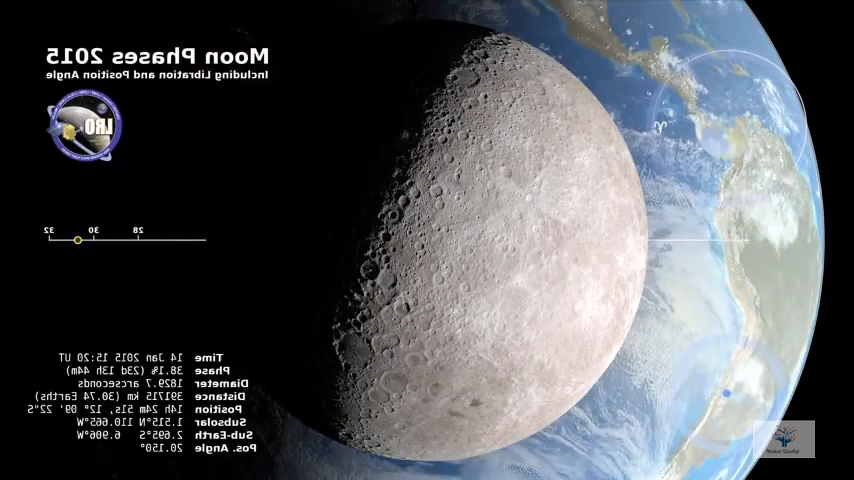 Moon Phases 2015
Including Libration and Position Angle
LRO
32 30 28
Time 14 Jan 2015 15:20 UT
Phase 38.1% (23d 13h 44m)
Diameter 1829.7 arcseconds
Distance 391715 km (30.74 Earths)
Position 14h 24m 51s, 12° 09' 22"S
Subsolar 1.515°N 110.665°W
Sub-Earth 2.695°S 6.906°W
Pos. Angle 20.150°